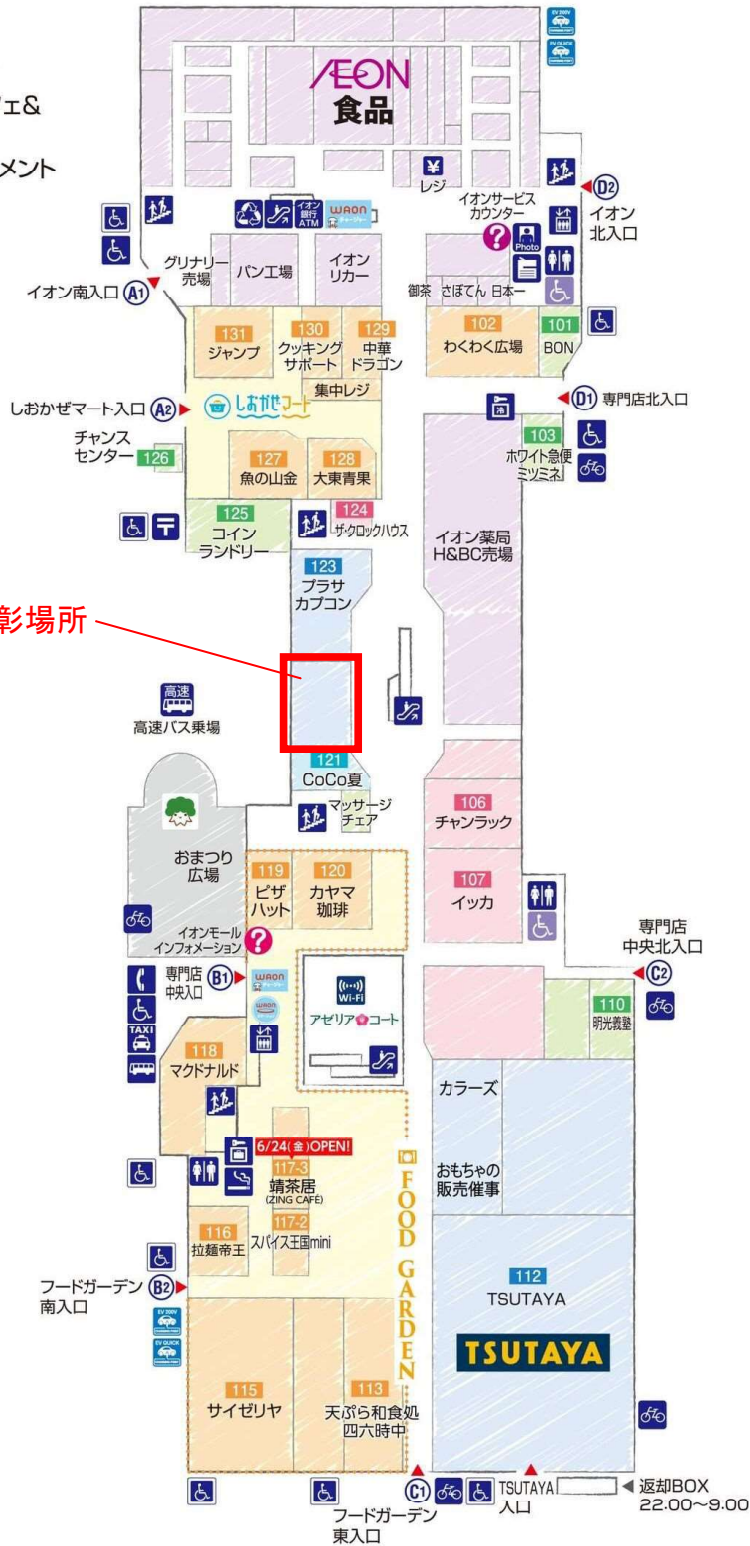 ÆON
食品
ェ&
メント
EV 200V
EV QUICK
¥
レジ
イオンサービス
カウンター
D2
イオン
北入口
イオン
銀行
ATM
WAON
Photo
グリナリー
売場
パン工場
イオン
リカー
御茶 さぼてん 日本一
イオン南入口 A1
131
ジャンプ
130
クッキング
サポート
129
中華
ドラゴン
集中レジ
102
わくわく広場
101
BON
しおかぜマート入口 A2
しおかぜコート
D1 専門店北入口
チャンス
センター 126
127
魚の山金
128
大東青果
103
ホワイト急便
ミツミネ
125
コイン
ランドリー
124
ザ・クロックハウス
イオン薬局
H&BC売場
123
プラサ
カプコン
彰場所
高速
高速バス乗場
121
CoCo夏
マッサージ
チェア
106
チャンラック
おまつり
広場
119
ピザ
ハット
120
カヤマ
珈琲
107
イッカ
イオンモール
インフォメーション
専門店
中央入口 B1
WAON
WAON
Wi-Fi
アゼリアコート
専門店
中央北入口
C2
110
明光義塾
TAXI
118
マクドナルド
カラーズ
6/24(金)OPEN!
117-3
靖茶居
(ZING CAFÉ)
おもちゃの
販売催事
117-2
スパイス王国mini
116
拉麺帝王
FOOD GARDEN
フードガーデン
南入口
B2
EV 200V
EV QUICK
112
TSUTAYA
TSUTAYA
115
サイゼリヤ
113
天ぷら和食処
四六時中
C1
フードガーデン
東入口
TSUTAYA
入口
返却BOX
22:00～9:00